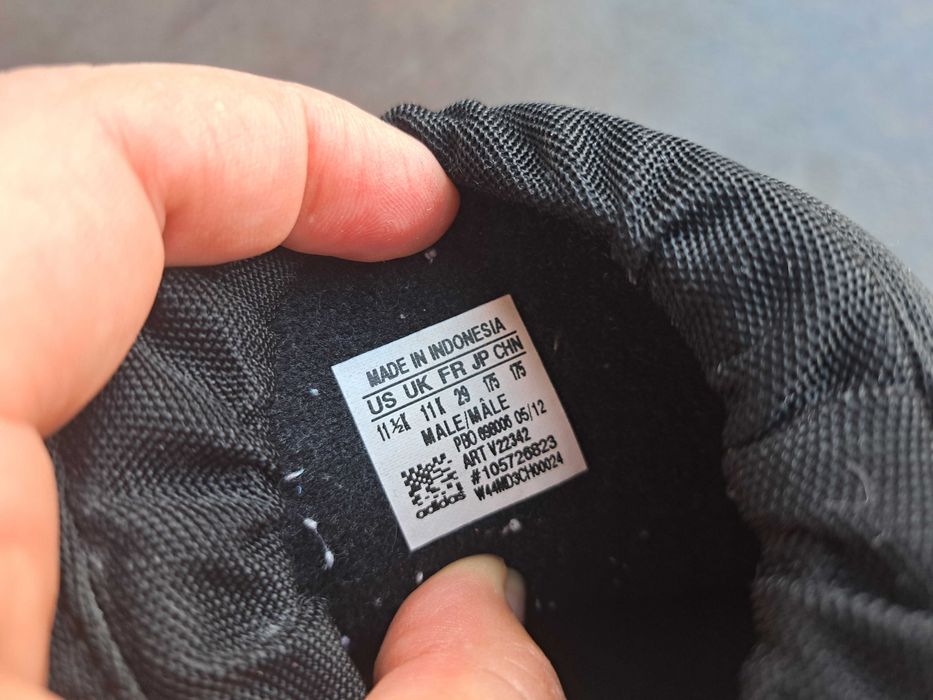 MADE IN INDONESIA
US UK FR JP CHN
11½K 11K 29 175 175
MALE/MÂLE
PBO 698006 05/12
ART V22342
#105726823
W44MD3CH00024
adidas